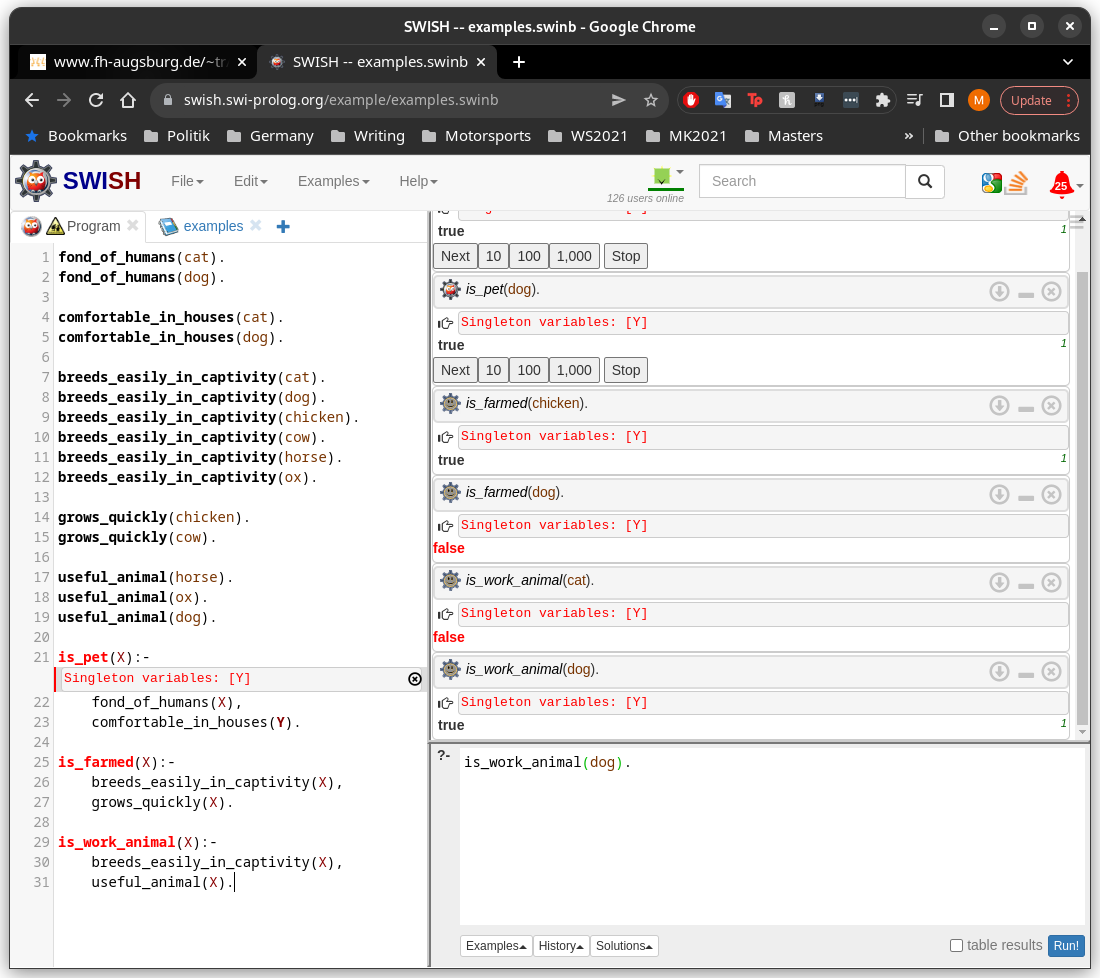 SWISH -- examples.swinb - Google Chrome
www.fh-augsburg.de/~tr
SWISH -- examples.swinb
swish.swi-prolog.org/example/examples.swinb
Update
Bookmarks Politik Germany Writing Motorsports WS2021 MK2021 Masters » Other bookmarks
SWISH File Edit Examples Help
126 users online
Search
25
Program examples
1 fond_of_humans(cat).
2 fond_of_humans(dog).
3
4 comfortable_in_houses(cat).
5 comfortable_in_houses(dog).
6
7 breeds_easily_in_captivity(cat).
8 breeds_easily_in_captivity(dog).
9 breeds_easily_in_captivity(chicken).
10 breeds_easily_in_captivity(cow).
11 breeds_easily_in_captivity(horse).
12 breeds_easily_in_captivity(ox).
13
14 grows_quickly(chicken).
15 grows_quickly(cow).
16
17 useful_animal(horse).
18 useful_animal(ox).
19 useful_animal(dog).
20
21 is_pet(X):-
Singleton variables: [Y]
22 fond_of_humans(X),
23 comfortable_in_houses(Y).
24
25 is_farmed(X):-
26 breeds_easily_in_captivity(X),
27 grows_quickly(X).
28
29 is_work_animal(X):-
30 breeds_easily_in_captivity(X),
31 useful_animal(X).
true 1
Next 10 100 1,000 Stop
is_pet(dog).
Singleton variables: [Y]
true 1
Next 10 100 1,000 Stop
is_farmed(chicken).
Singleton variables: [Y]
true 1
is_farmed(dog).
Singleton variables: [Y]
false
is_work_animal(cat).
Singleton variables: [Y]
false
is_work_animal(dog).
Singleton variables: [Y]
true 1
?- is_work_animal(dog).
Examples History Solutions table results Run!